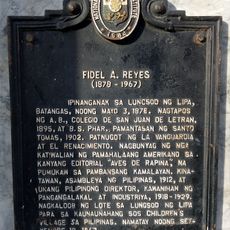 FIDEL A. REYES
(1878 - 1967)
IPINANGANAK SA LUNGSOD NG LIPA,
BATANGAS, NOONG MAYO 3, 1878. NAGTAPOS
NG A.B., COLEGIO DE SAN JUAN DE LETRAN,
1895, AT B.S. PHAR., PAMANTASAN NG SANTO
TOMAS, 1902. PATNUGOT NG LA VANGUARDIA
AT EL RENACIMIENTO, NAGBUNYAG NG MGA
KATIWALIAN NG PAMAHALAANG AMERIKANO SA
KANYANG EDITORYAL "AVES DE RAPIÑA", NA
PUMUKAW SA PAMBANSANG KAMALAYAN. KINA-
TAWAN, ASAMBLEYA NG PILIPINAS, 1912, AT
UKANG PILIPINONG DIREKTOR, KAWANIHAN NG
PANGANGALAKAL AT INDUSTRIYA, 1918-1929.
NAGKALOOB NG LOTE SA LUNGSOD NG LIPA
PARA SA KAUNAUNAHANG SOS CHILDREN'S
VILLAGE SA PILIPINAS. NAMATAY NOONG SET-
1967.